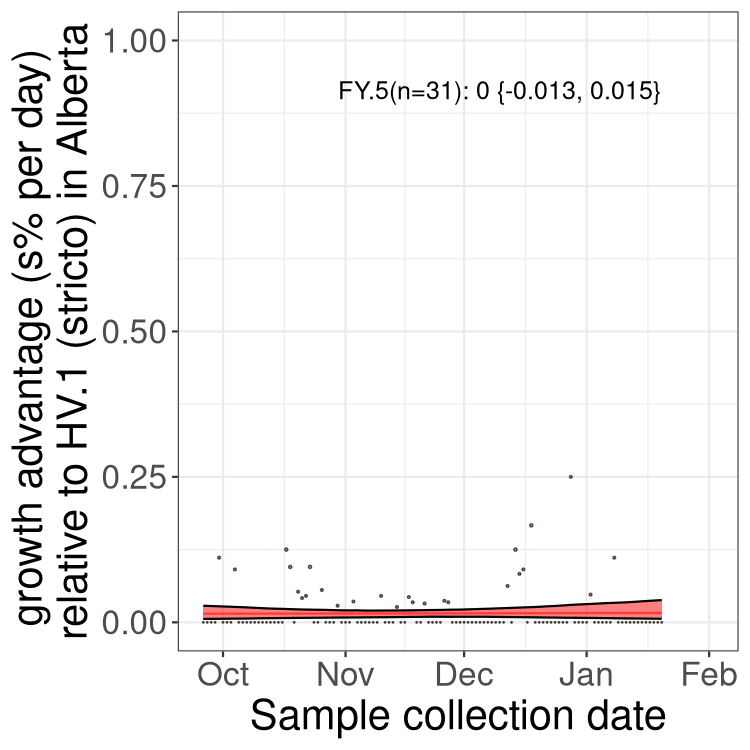 growth advantage (s% per day)
relative to HV.1 (stricto) in Alberta
1.00
0.75
0.50
0.25
0.00
FY.5(n=31): 0 {-0.013, 0.015}
Oct Nov Dec Jan Feb
Sample collection date